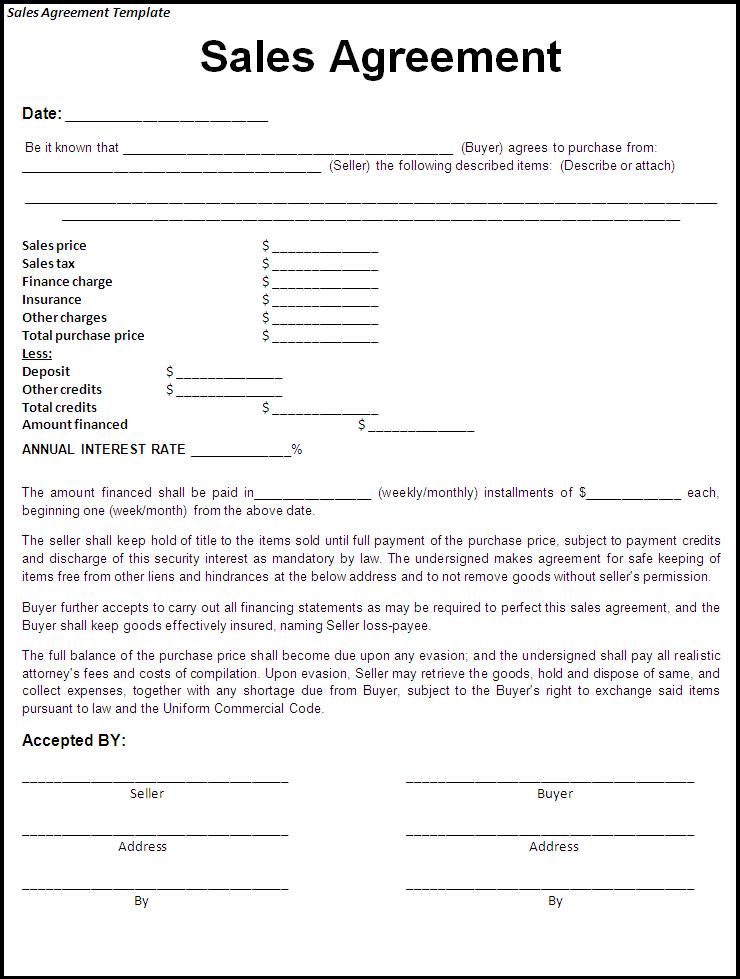 Sales Agreement Template
Sales Agreement
Date: ________________________
Be it known that ______________________________________ (Buyer) agrees to purchase from:
__________________________________ (Seller) the following described items: (Describe or attach)
________________________________________________________________________________
________________________________________________________________________
Sales price $______________
Sales tax $______________
Finance charge $______________
Insurance $______________
Other charges $______________
Total purchase price $______________
Less:
Deposit $______________
Other credits $______________
Total credits $______________
Amount financed $______________
ANNUAL INTEREST RATE _____________%
The amount financed shall be paid in_______________ (weekly/monthly) installments of $____________ each,
beginning one (week/month) from the above date.
The seller shall keep hold of title to the items sold until full payment of the purchase price, subject to payment credits
and discharge of this security interest as mandatory by law. The undersigned makes agreement for safe keeping of
items free from other liens and hindrances at the below address and to not remove goods without seller's permission.
Buyer further accepts to carry out all financing statements as may be required to perfect this sales agreement, and the
Buyer shall keep goods effectively insured, naming Seller loss-payee.
The full balance of the purchase price shall become due upon any evasion; and the undersigned shall pay all realistic
attorney's fees and costs of compilation. Upon evasion, Seller may retrieve the goods, hold and dispose of same, and
collect expenses, together with any shortage due from Buyer, subject to the Buyer's right to exchange said items
pursuant to law and the Uniform Commercial Code.
Accepted BY:
________________________________ ________________________________
Seller Buyer
________________________________ ________________________________
Address Address
________________________________ ________________________________
By By